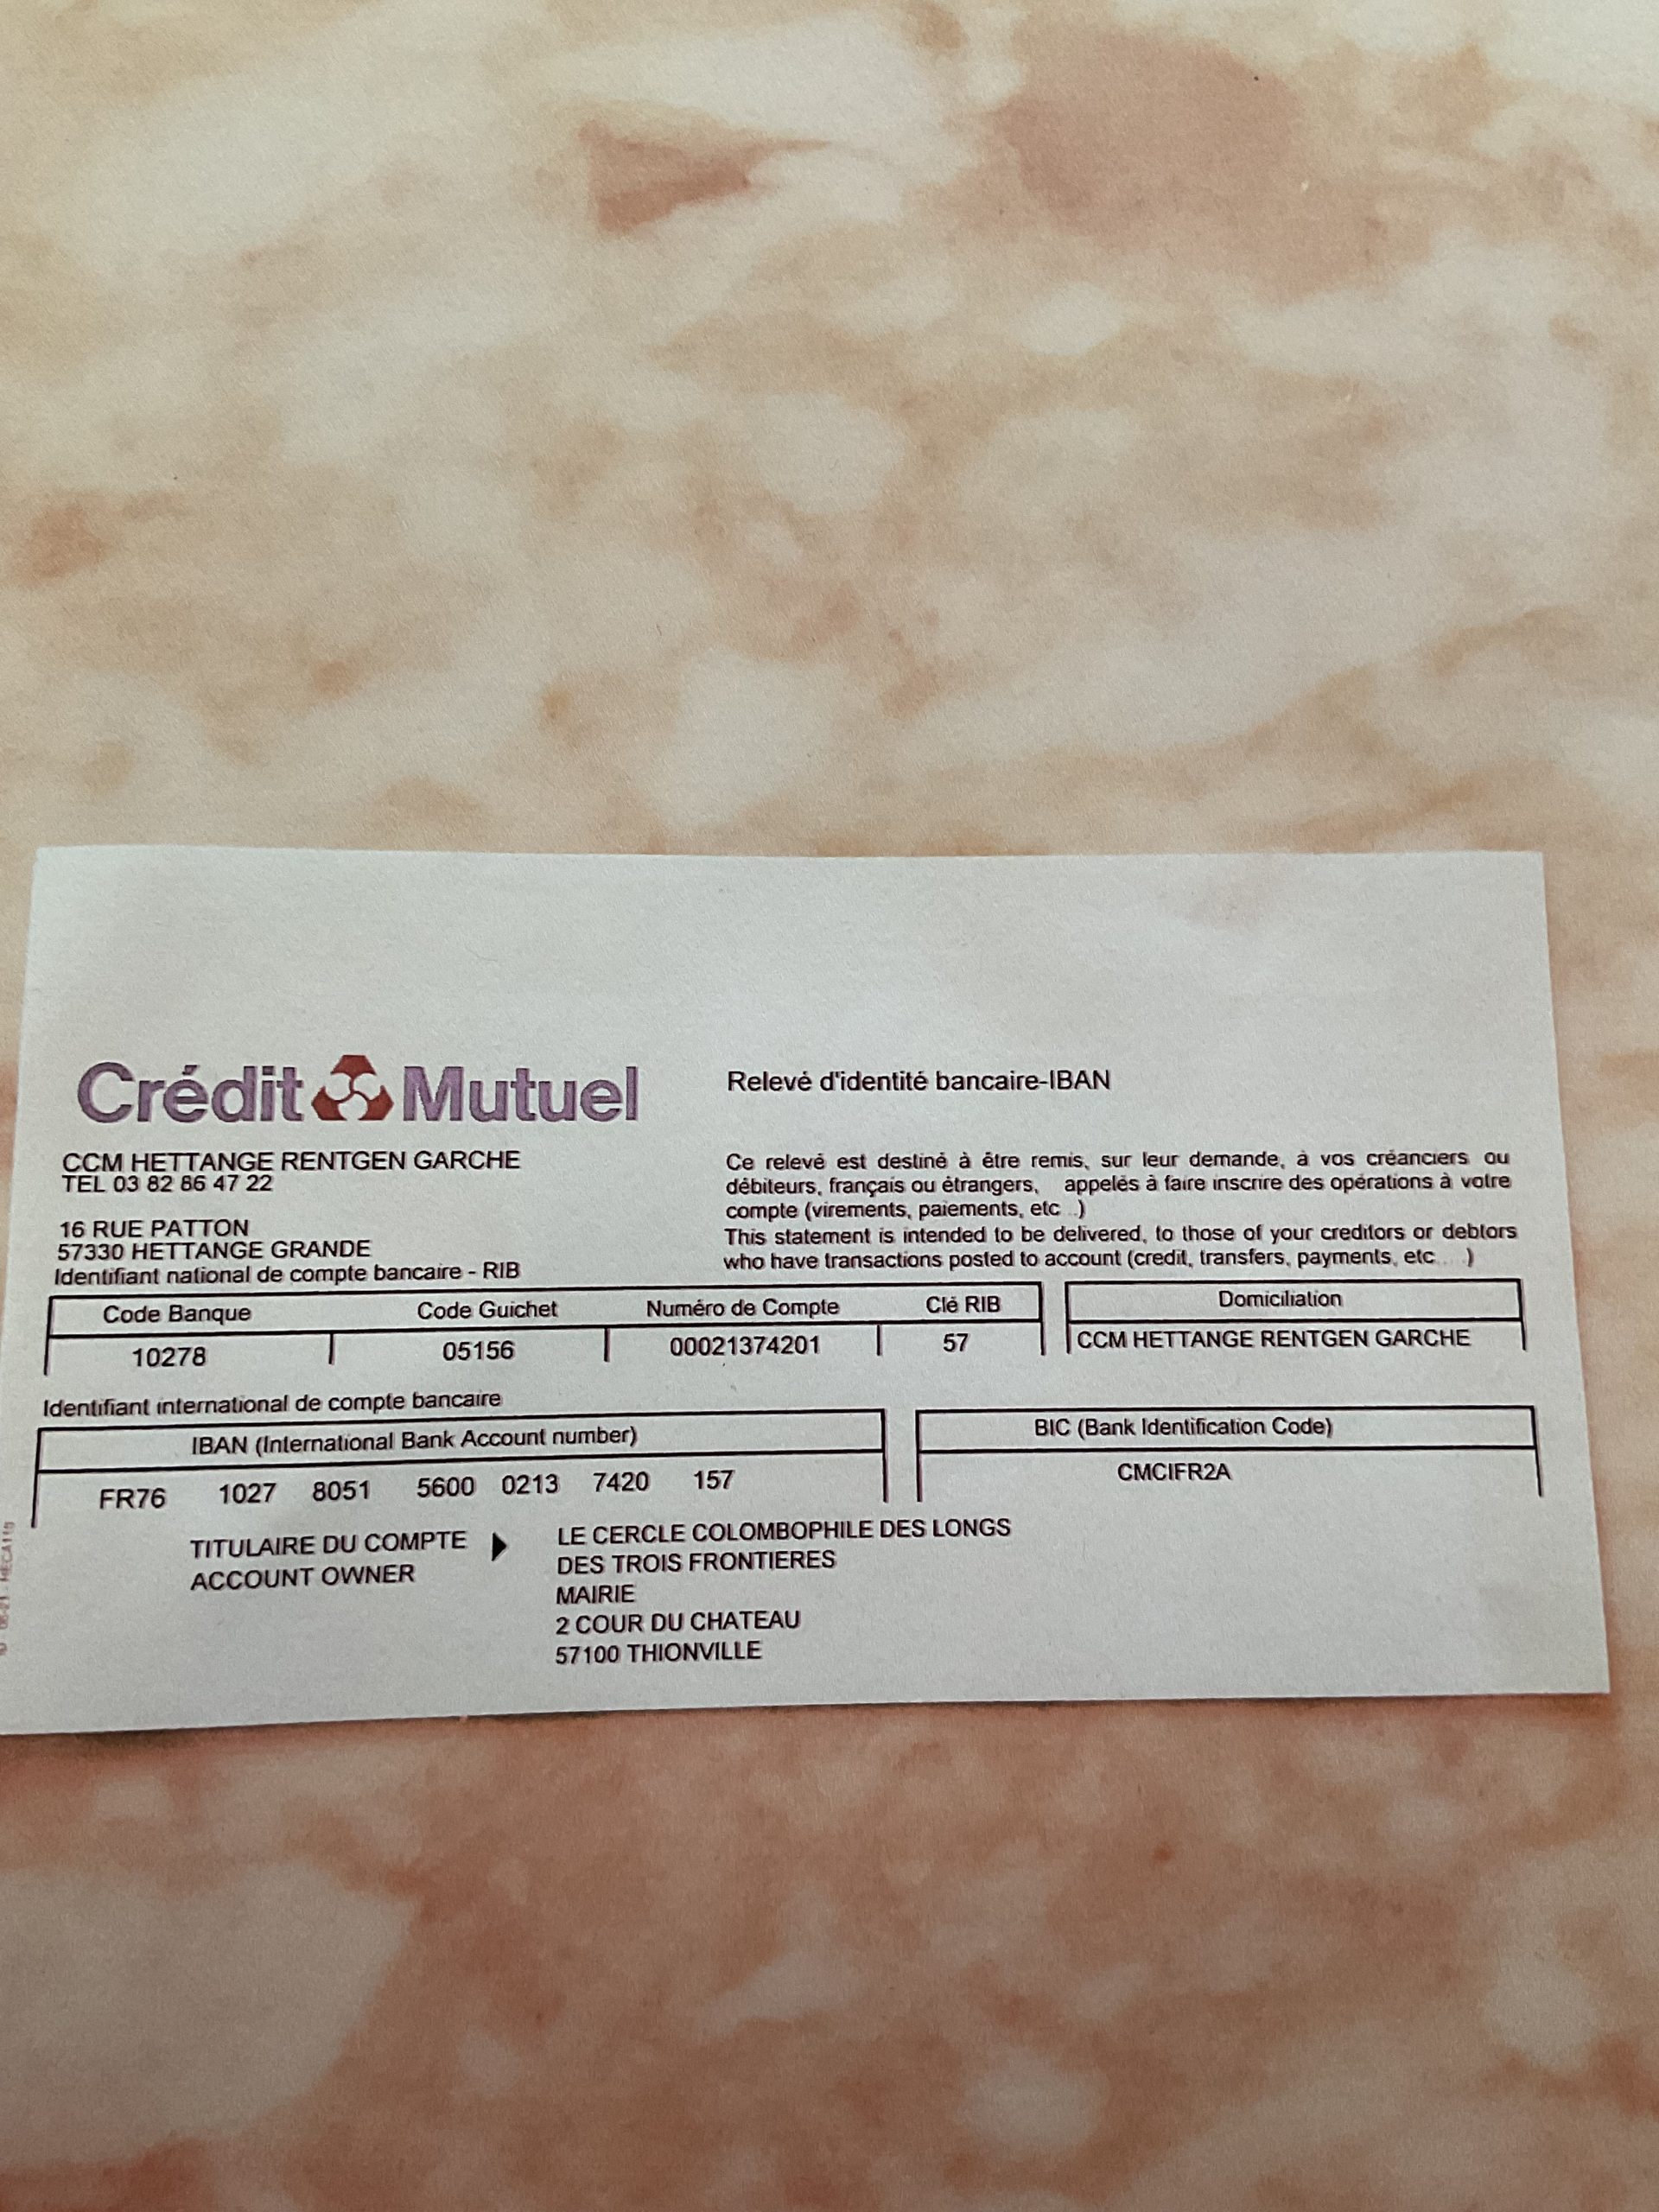 Crédit Mutuel
Relevé d'identité bancaire-IBAN
CCM HETTANGE RENTGEN GARCHE
TEL 03 82 86 47 22
16 RUE PATTON
57330 HETTANGE GRANDE
Ce relevé est destiné à être remis, sur leur demande, à vos créanciers ou
débiteurs, français ou étrangers, appelés à faire inscrire des opérations à votre
compte (virements, paiements, etc ..)
This statement is intended to be delivered, to those of your creditors or debtors
who have transactions posted to account (credit, transfers, payments, etc... .)
Identifiant national de compte bancaire - RIB
Code Banque Code Guichet Numéro de Compte Clé RIB Domiciliation
10278 05156 00021374201 57 CCM HETTANGE RENTGEN GARCHE
Identifiant international de compte bancaire
IBAN (International Bank Account number) BIC (Bank Identification Code)
FR76 1027 8051 5600 0213 7420 157 CMCIFR2A
TITULAIRE DU COMPTE
ACCOUNT OWNER
LE CERCLE COLOMBOPHILE DES LONGS
DES TROIS FRONTIERES
MAIRIE
2 COUR DU CHATEAU
57100 THIONVILLE